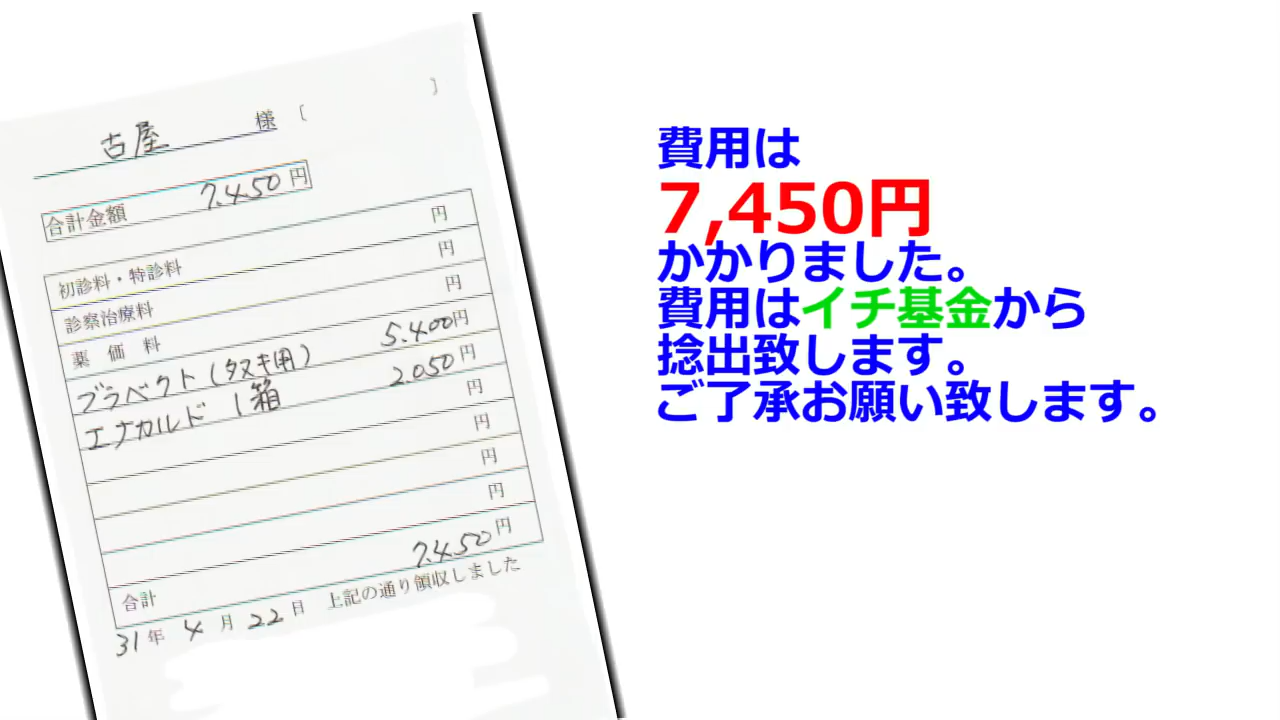 古屋 様 〔 〕
合計金額 7.450円
円
初診料・特診料 円
診察治療料 円
薬 価 料
ブラベクト(タヌキ用) 5.400円
エナカルド 1箱 2.050円
円
円
円
円
合計 7.450円
31年 4月 22日 上記の通り領収しました
費用は
7,450円
かかりました。
費用はイチ基金から
捻出致します。
ご了承お願い致します。